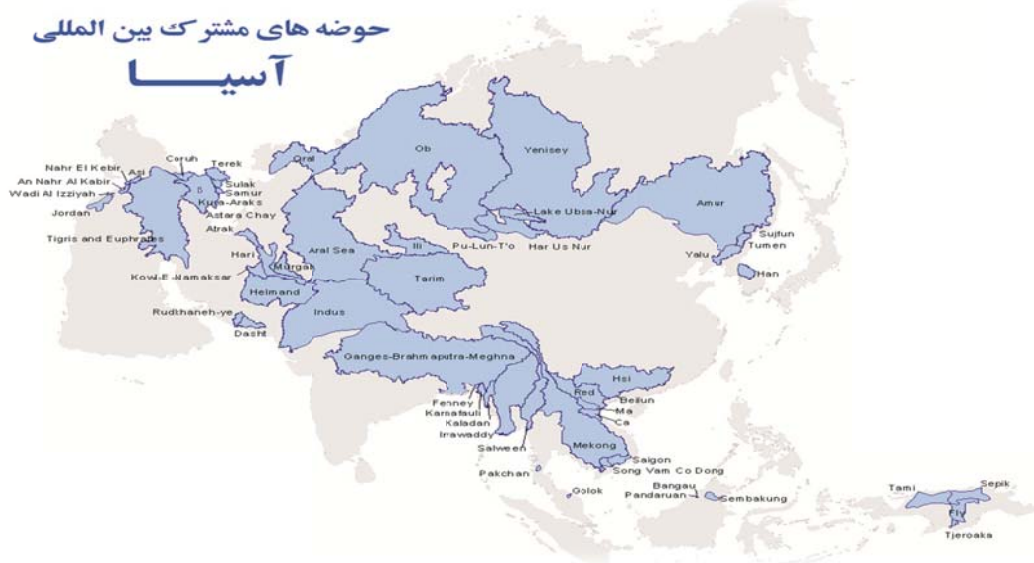 حوضه های مشترک بین المللی
آسیا
Ob
Yenisey
Oral
Coruh
Terek
Nahr El Kebir
Asi
An Nahr Al Kabir
Sulak
Wadi Al Izziyah
Samur
Kura-Araks
Jordan
Astara Chay
Atrak
Tigris and Euphrates
Hari
Murgab
Aral Sea
Ili
Pu-Lun-T'o
Har Us Nur
Lake Ubsa-Nur
Amur
Sujfun
Tumen
Yalu
Han
Kowl-E-Namaksar
Helmand
Tarim
Rudkhaneh-ye
Dasht
Indus
Ganges-Brahmaputra-Meghna
Hsi
Red
Beilun
Ma
Ca
Fenney
Karnafauli
Kaladan
Irrawaddy
Salween
Mekong
Saigon
Song Vam Co Dong
Pakchan
Golok
Bangau
Pandaruan
Sembakung
Tami
Sepik
Fly
Tjeroaka